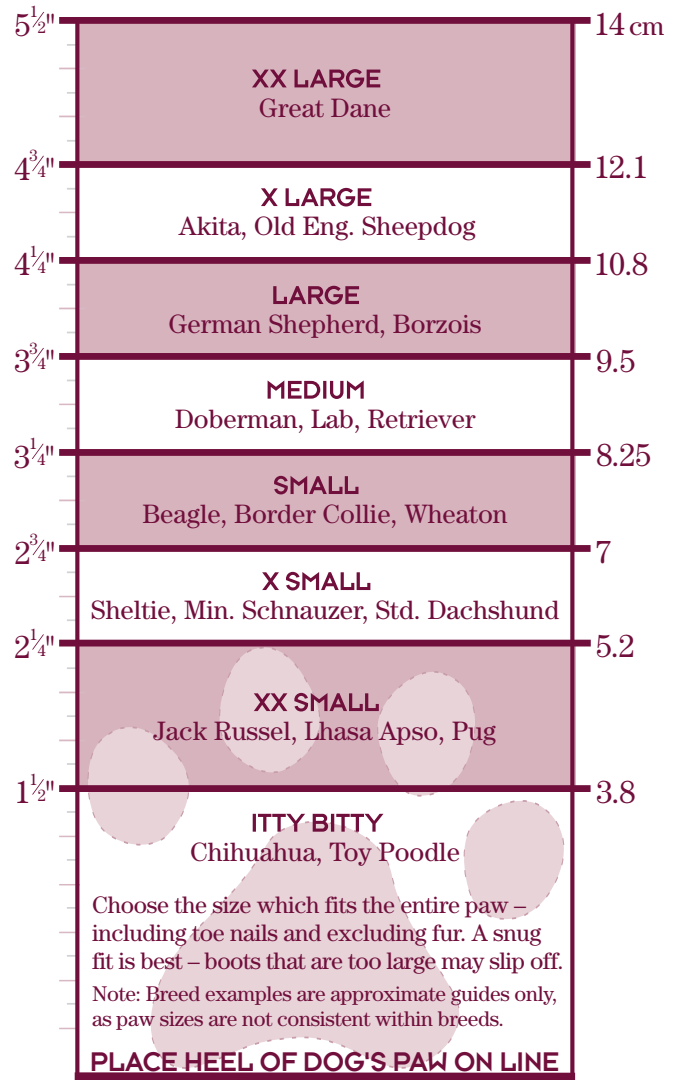 5½" 14 cm
XX LARGE
Great Dane
4¾" 12.1
X LARGE
Akita, Old Eng. Sheepdog
4¼" 10.8
LARGE
German Shepherd, Borzois
3¾" 9.5
MEDIUM
Doberman, Lab, Retriever
3¼" 8.25
SMALL
Beagle, Border Collie, Wheaton
2¾" 7
X SMALL
Sheltie, Min. Schnauzer, Std. Dachshund
2¼" 5.2
XX SMALL
Jack Russel, Lhasa Apso, Pug
1½" 3.8
ITTY BITTY
Chihuahua, Toy Poodle
Choose the size which fits the entire paw –
including toe nails and excluding fur. A snug
fit is best – boots that are too large may slip off.
Note: Breed examples are approximate guides only,
as paw sizes are not consistent within breeds.
PLACE HEEL OF DOG'S PAW ON LINE